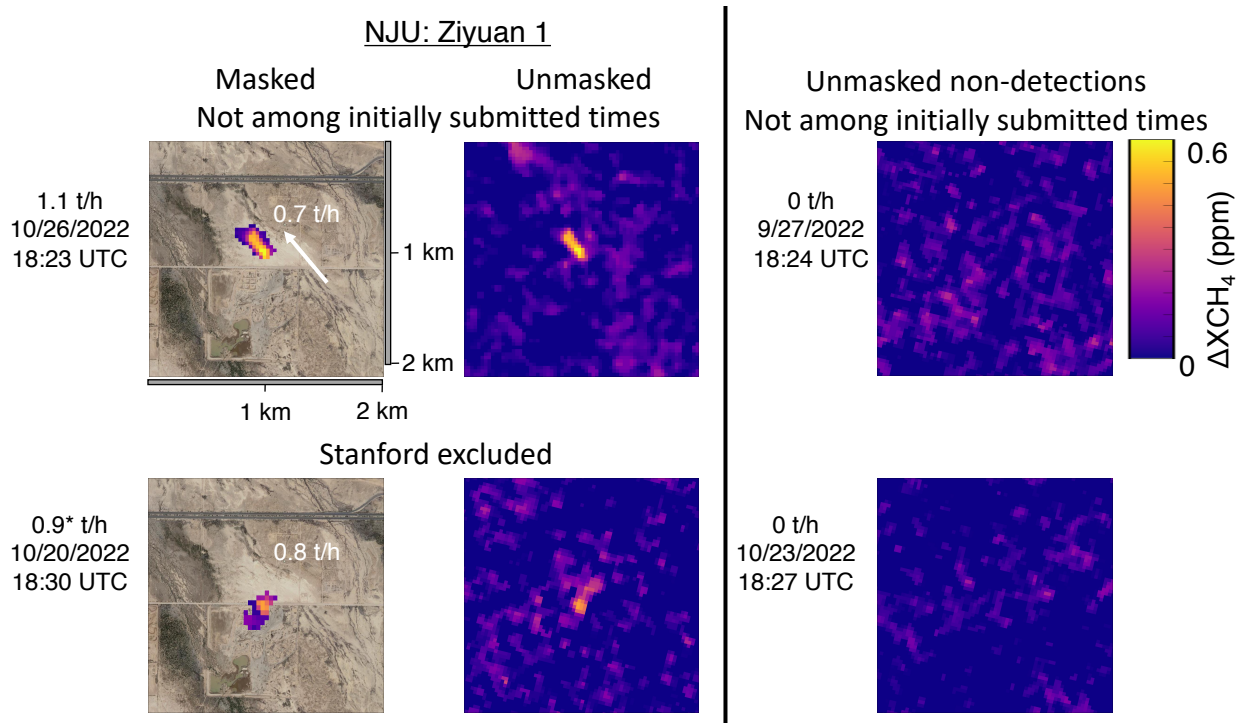 NJU: Ziyuan 1
Masked
Unmasked
Not among initially submitted times
1.1 t/h
10/26/2022
18:23 UTC
0.7 t/h
1 km
2 km
1 km
2 km
Stanford excluded
0.9* t/h
10/20/2022
18:30 UTC
0.8 t/h
Unmasked non-detections
Not among initially submitted times
0 t/h
9/27/2022
18:24 UTC
0.6
0
ΔXCH₄ (ppm)
0 t/h
10/23/2022
18:27 UTC